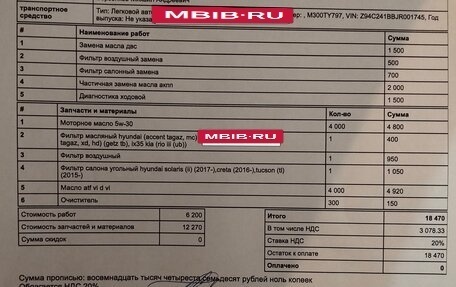 транспортное средство
Тип: Легковой авто MBIB·RU ер: , M300TY797, VIN: Z94C241BBJR001745, Год выпуска: Не указа
# Наименование работ Сумма
1 Замена масла двс 1 500
2 Фильтр воздушный замена 500
3 Фильтр салонный замена 700
4 Частичная замена масла акпп 2 000
5 Диагностика ходовой 1 500
# Запчасти и материалы Кол-во Сумма
1 Моторное масло 5w-30 4 000 4 800
2 Фильтр масляный hyundai (accent tagaz, mc) MBIB·RU 1 400
tagaz, xd, hd) (getz tb), ix35 kia (rio iii (ub))
3 Фильтр воздушный 1 950
4 Фильтр салона угольный hyundai solaris (ii) (2017-),creta (2016-),tucson (tl) 1 1 050
(2015-)
5 Масло atf vi d vi 4 000 4 920
6 Очиститель 300 150
Стоимость работ 6 200
Стоимость запчастей и материалов 12 270
Сумма скидок 0
Итого 18 470
В том числе НДС 3 078.33
Ставка НДС 20%
Остаток к оплате 18 470
Оплачено 0
Сумма прописью: восемнадцать тысяч четыреста семьдесят рублей ноль копеек